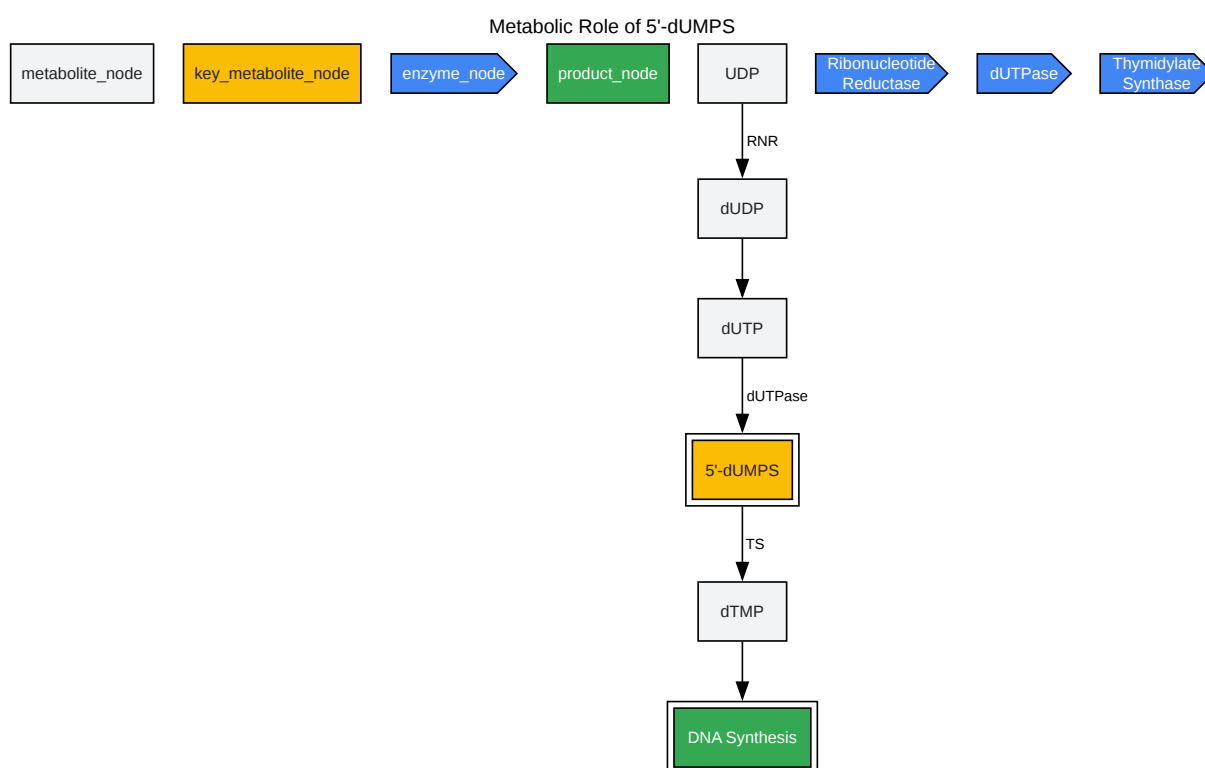 Metabolic Role of 5'-dUMPS
metabolite_node
key_metabolite_node
enzyme_node
product_node
UDP
Ribonucleotide
Reductase
dUTPase
Thymidylate
Synthase
RNR
dUDP
dUTP
dUTPase
5'-dUMPS
TS
dTMP
DNA Synthesis